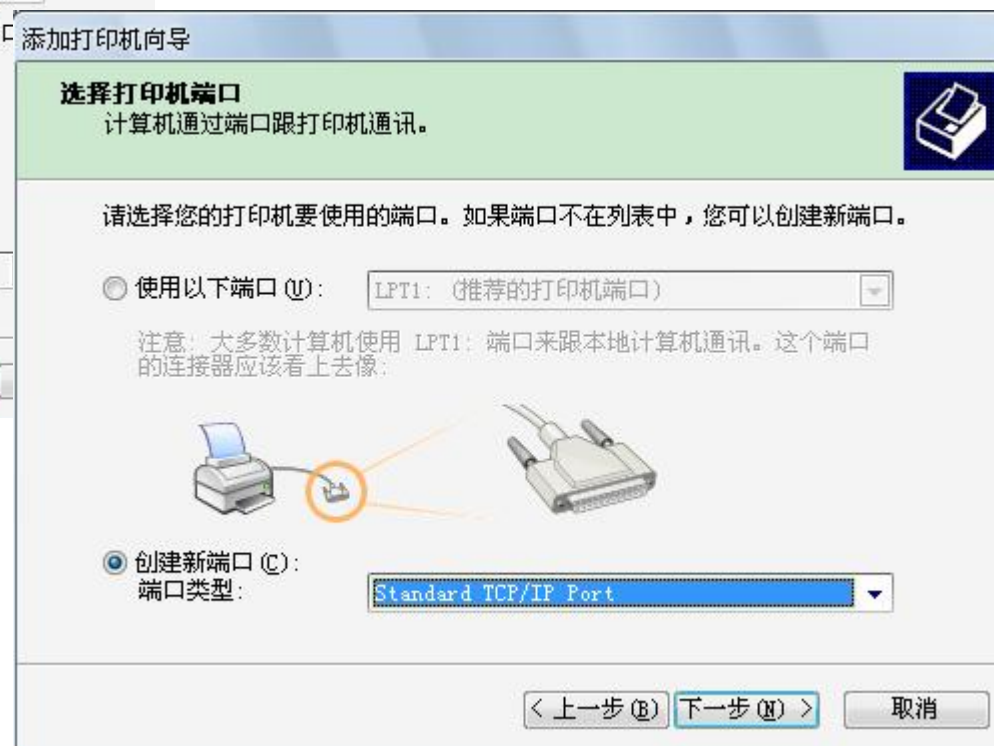 添加打印机向导
选择打印机端口
计算机通过端口跟打印机通讯。
请选择您的打印机要使用的端口。如果端口不在列表中，您可以创建新端口。
使用以下端口(U): LPT1: (推荐的打印机端口)
注意: 大多数计算机使用 LPT1: 端口来跟本地计算机通讯。这个端口
的连接器应该看上去像:
创建新端口(C):
端口类型: Standard TCP/IP Port
< 上一步(B) 下一步(N) > 取消